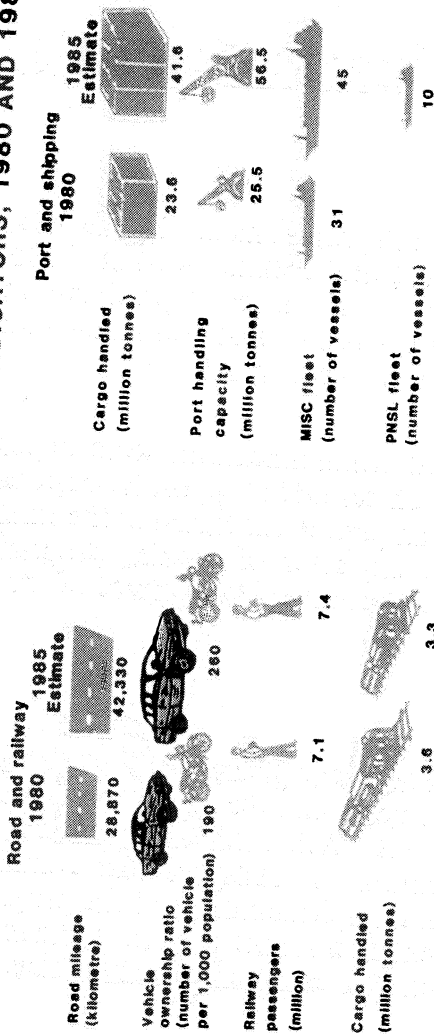 1980 AND
Road and railway
1980
1985
Estimate
Road mileage
(kilometre)
28,870
42,330
Vehicle
ownership ratio
(number of vehicle
per 1,000 population)
190
260
Railway
passengers
(million)
7.1
7.4
Cargo handled
(million tonnes)
3.6
3.3
Port and shipping
1980
1985
Estimate
Cargo handled
(million tonnes)
23.6
41.6
Port handling
capacity
(million tonnes)
25.5
56.5
MISC fleet
(number of vessels)
31
45
PNSL fleet
(number of vessels)
10